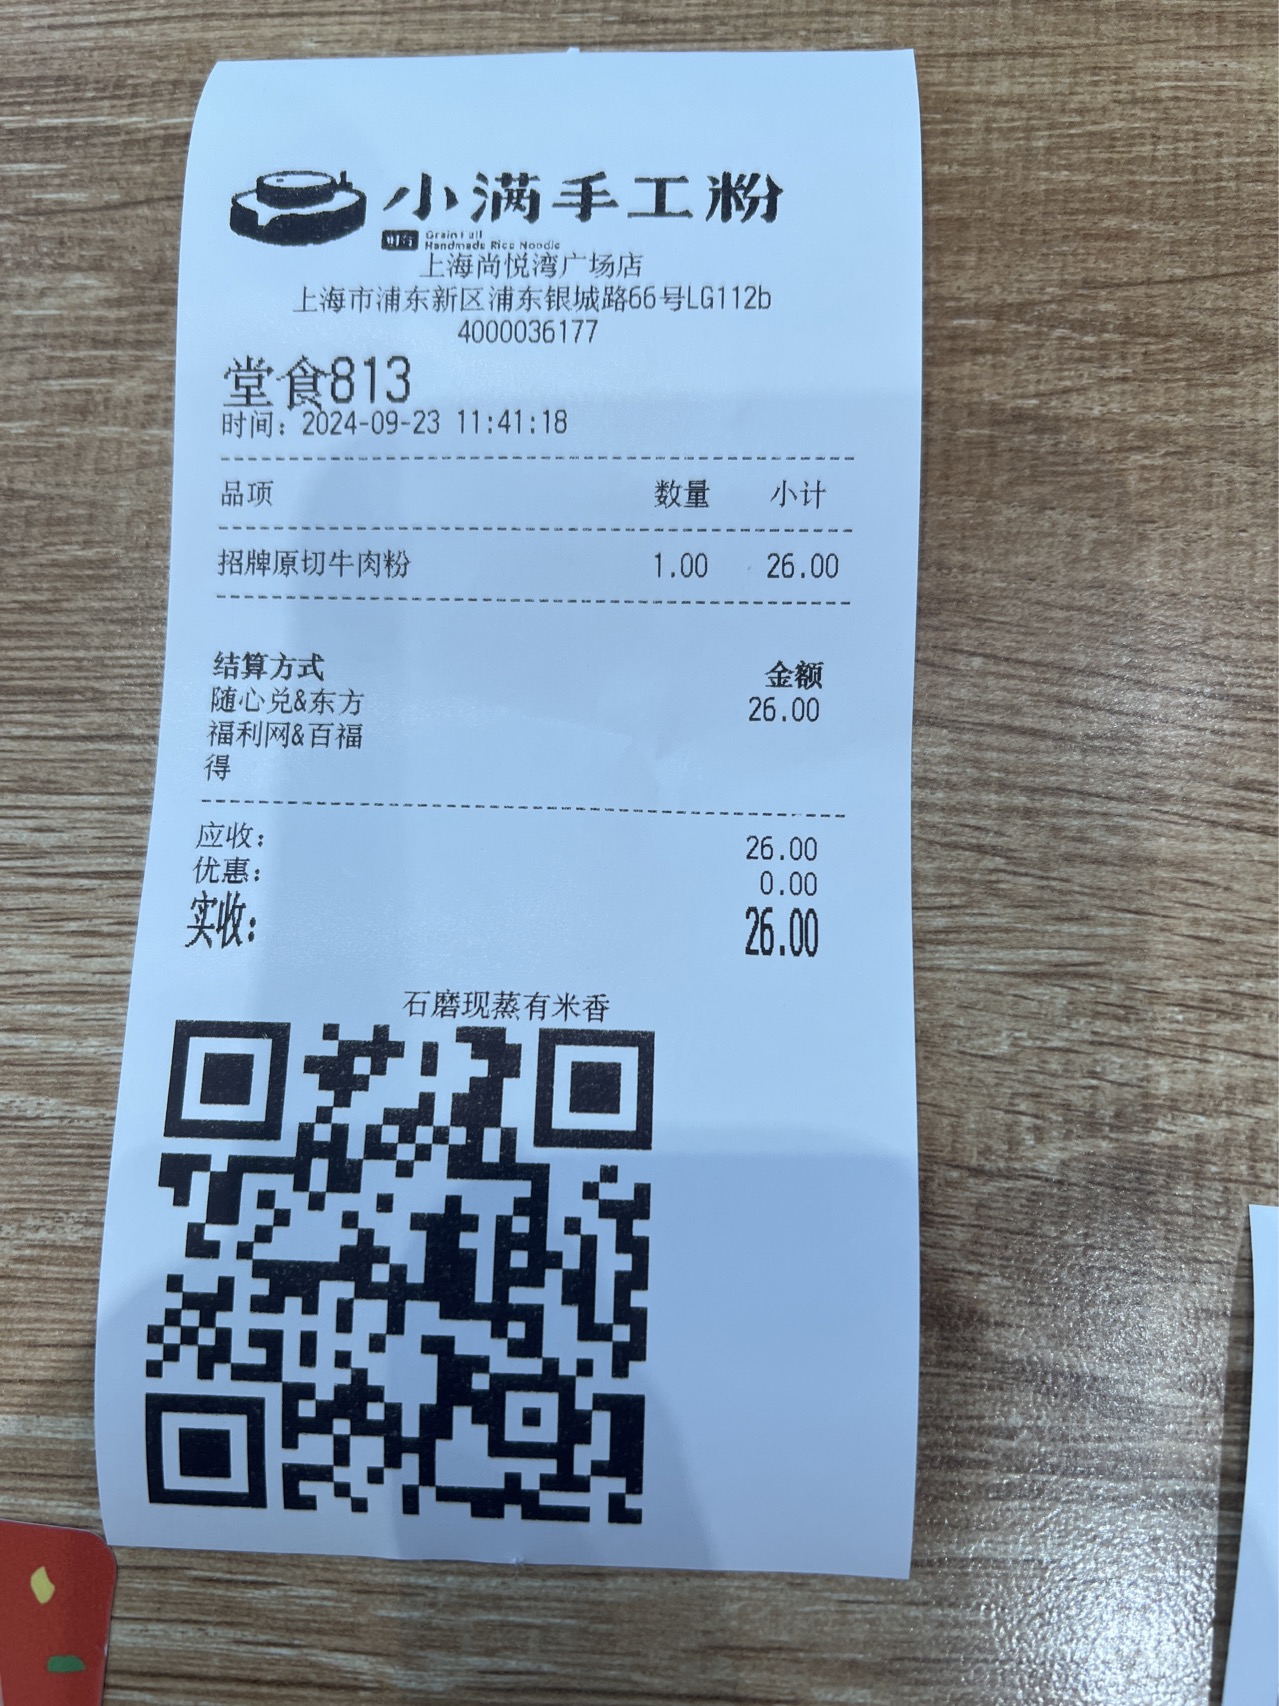 小满手工粉
Grain Full
Handmade Rice Noodle
上海尚悦湾广场店
上海市浦东新区浦东银城路66号LG112b
4000036177
堂食813
时间：2024-09-23 11:41:18
品项 数量 小计
招牌原切牛肉粉 1.00 26.00
结算方式 金额
随心兑&东方 26.00
福利网&百福
得
应收： 26.00
优惠： 0.00
实收： 26.00
石磨现蒸有米香